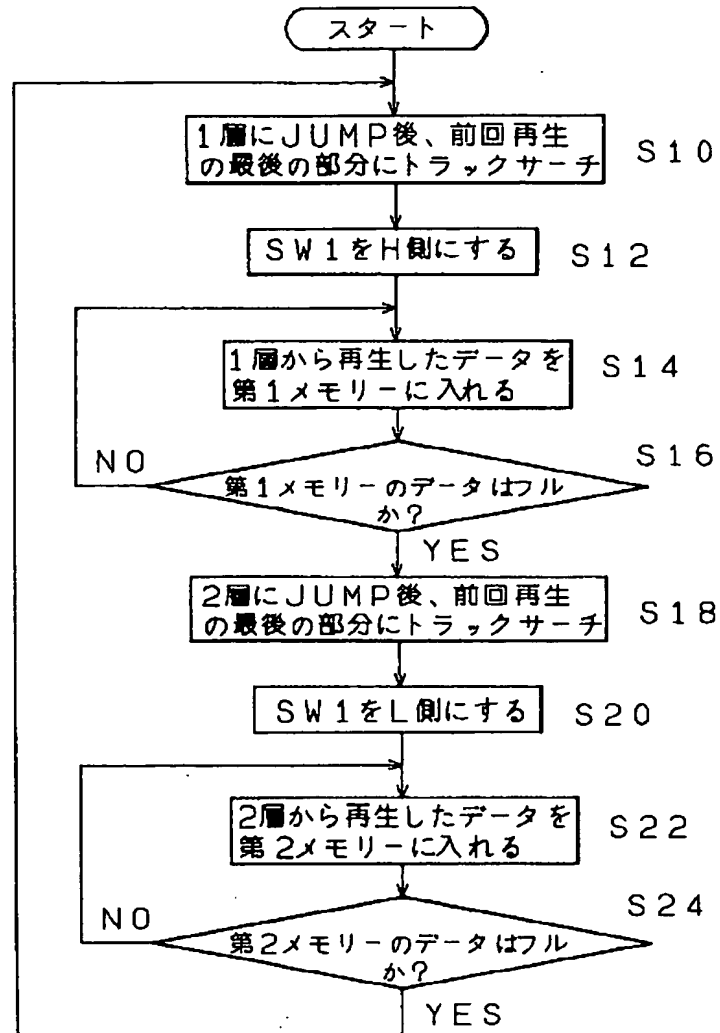 スタート
1層にJUMP後、前回再生
の最後の部分にトラックサーチ
S10
SW1をH側にする
S12
1層から再生したデータを
第1メモリーに入れる
S14
NO
S16
第1メモリーのデータはフル
か?
YES
2層にJUMP後、前回再生
の最後の部分にトラックサーチ
S18
SW1をL側にする
S20
2層から再生したデータを
第2メモリーに入れる
S22
NO
S24
第2メモリーのデータはフル
か?
YES